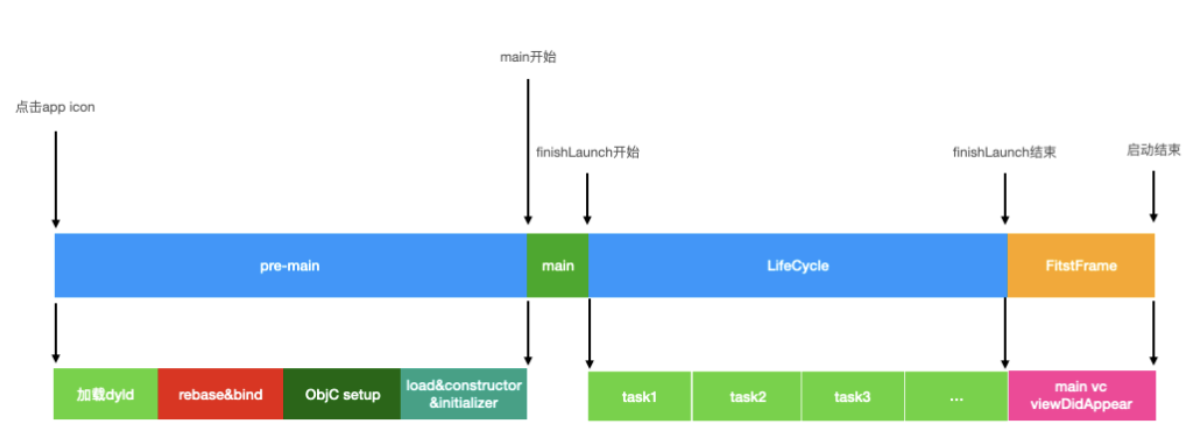 main开始
点击app icon
finishLaunch开始
finishLaunch结束
启动结束
pre-main
main
LifeCycle
FitstFrame
加载dyld
rebase&bind
ObjC setup
load&constructor
&initializer
task1
task2
task3
...
main vc
viewDidAppear